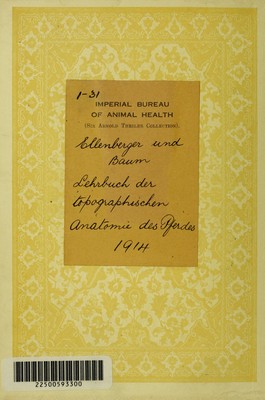 1-31
IMPERIAL BUREAU
OF ANIMAL HEALTH
(Sir Arnold Theiler Collection).
Ellenberger und
Baum
Lehrbuch der
topographischen
Anatomie des Pferdes
1914
22500593300